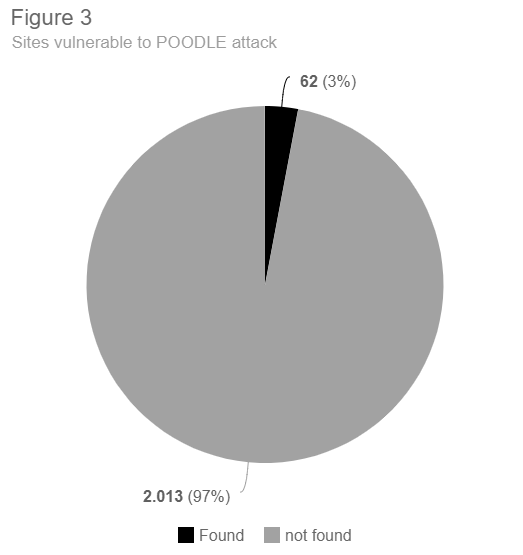 Figure 3
Sites vulnerable to POODLE attack
62 (3%)
2.013 (97%)
Found
not found